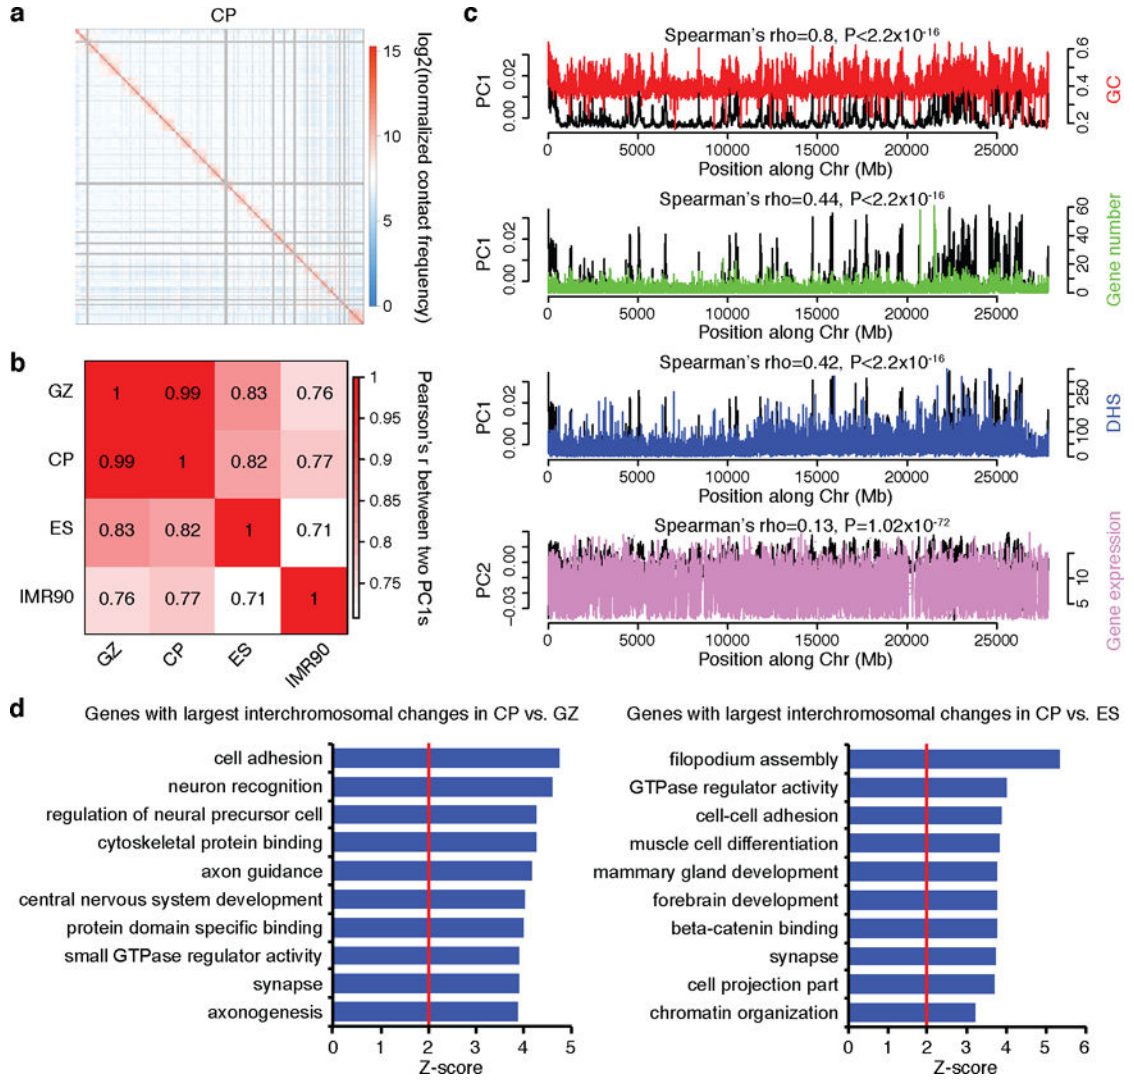 a
CP
15
10
5
0
log2(normalized contact frequency)
b
GZ
CP
ES
IMR90
1 0.99 0.83 0.76
0.99 1 0.82 0.77
0.83 0.82 1 0.71
0.76 0.77 0.71 1
GZ CP ES IMR90
1
0.95
0.9
0.85
0.8
0.75
Pearson's r between two PC1s
c
Spearman's rho=0.8, P<2.2x10-16
PC1
0.00 0.02
0.2 0.4 0.6
GC
0 5000 10000 15000 20000 25000
Position along Chr (Mb)
Spearman's rho=0.44, P<2.2x10-16
PC1
0.00 0.02
0 20 40 60
Gene number
0 5000 10000 15000 20000 25000
Position along Chr (Mb)
Spearman's rho=0.42, P<2.2x10-16
PC1
0.00 0.02
0 100 250
DHS
0 5000 10000 15000 20000 25000
Position along Chr (Mb)
Spearman's rho=0.13, P=1.02x10-72
PC2
−0.03 0.00
5 10
Gene expression
0 5000 10000 15000 20000 25000
Position along Chr (Mb)
d
Genes with largest interchromosomal changes in CP vs. GZ
cell adhesion
neuron recognition
regulation of neural precursor cell
cytoskeletal protein binding
axon guidance
central nervous system development
protein domain specific binding
small GTPase regulator activity
synapse
axonogenesis
0 1 2 3 4 5
Z-score
Genes with largest interchromosomal changes in CP vs. ES
filopodium assembly
GTPase regulator activity
cell-cell adhesion
muscle cell differentiation
mammary gland development
forebrain development
beta-catenin binding
synapse
cell projection part
chromatin organization
0 1 2 3 4 5 6
Z-score